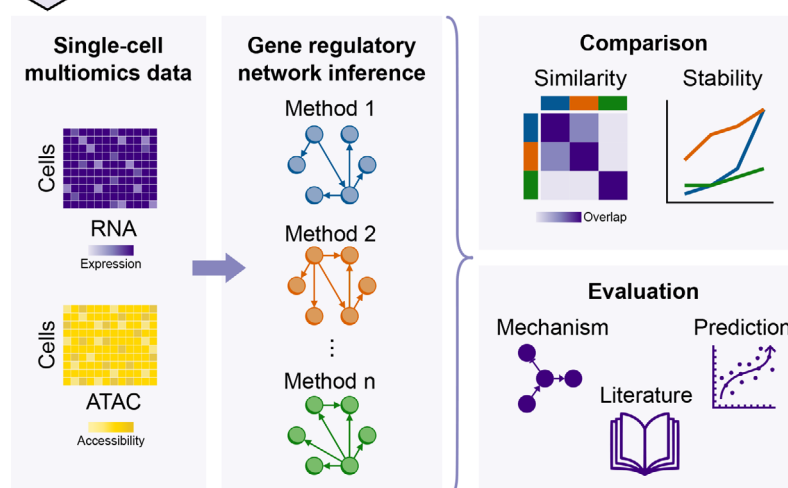 Single-cell
multiomics data
Cells
RNA
Expression
Cells
ATAC
Accessibility
Gene regulatory
network inference
Method 1
Method 2
⋮
Method n
Comparison
Similarity
Stability
Overlap
Evaluation
Mechanism
Prediction
Literature